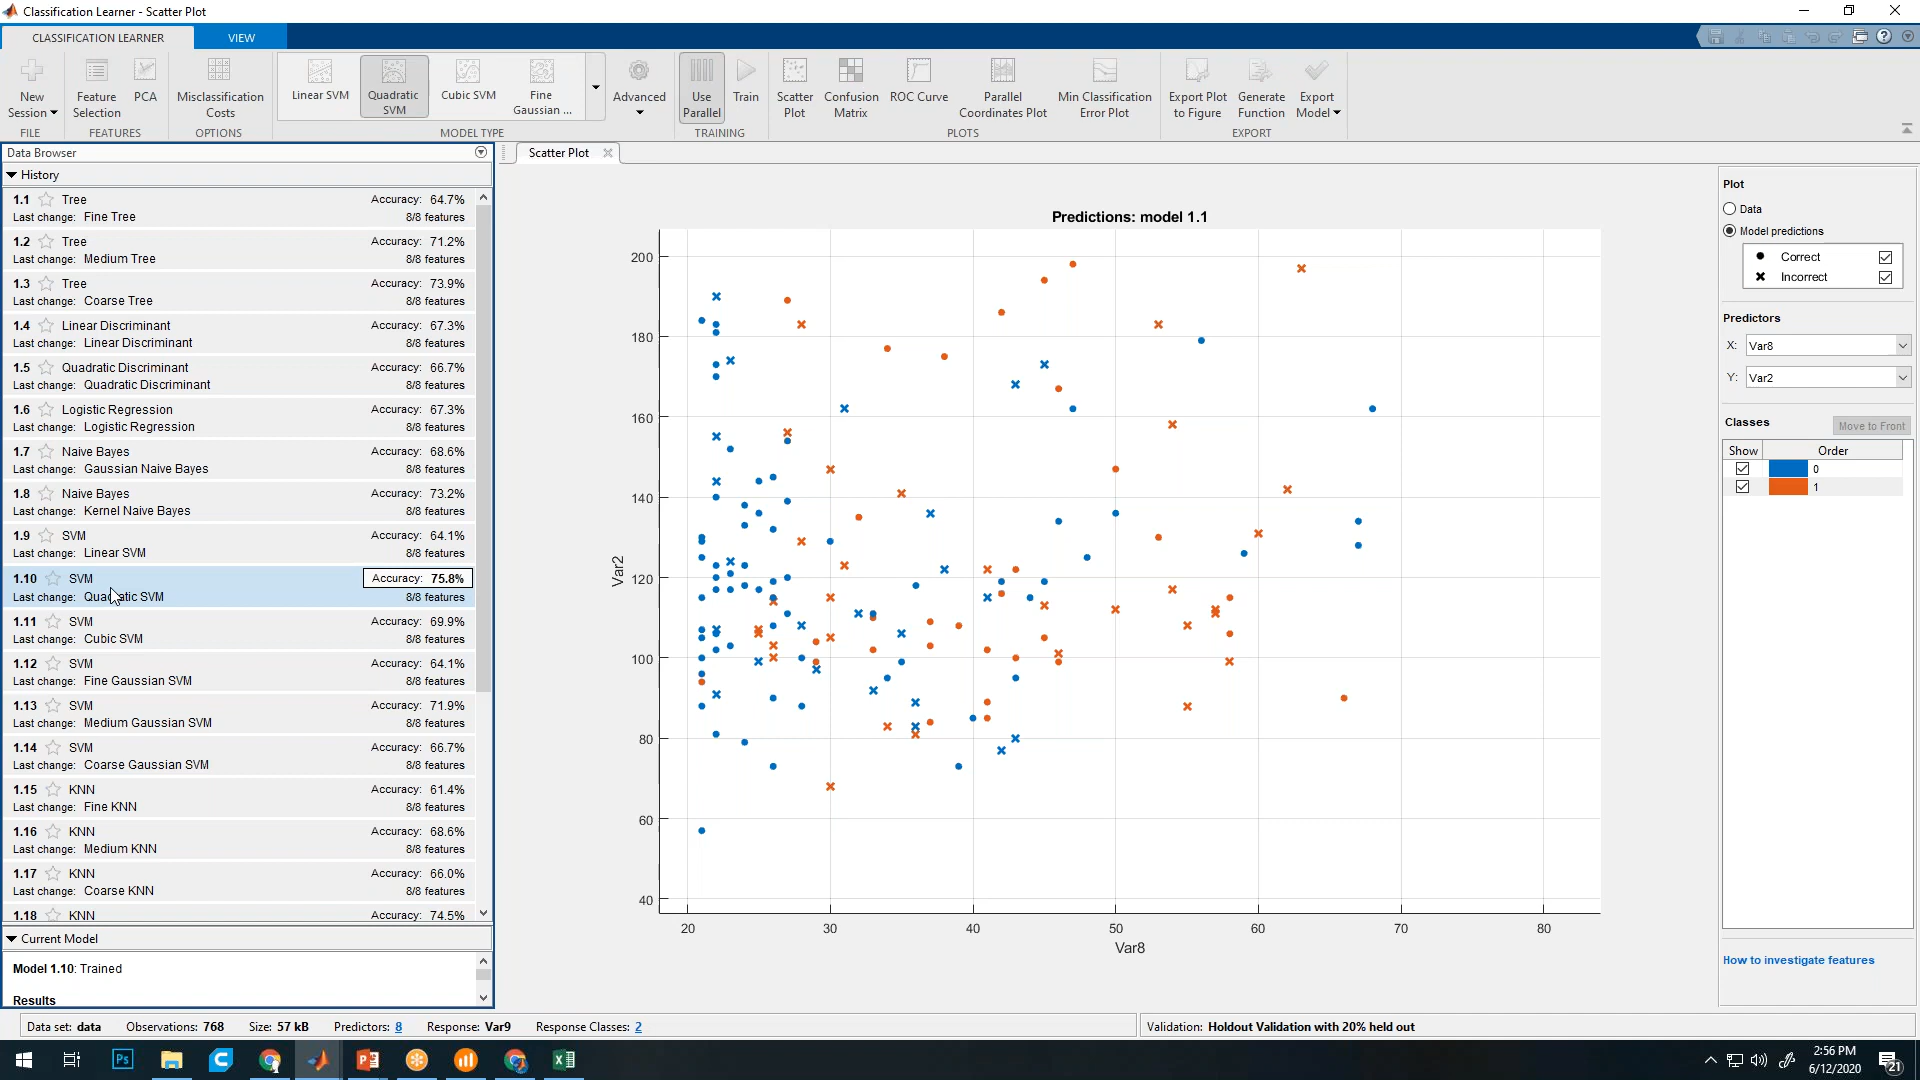 Classification Learner - Scatter Plot
CLASSIFICATION LEARNER
VIEW
New Session
Feature Selection
PCA
Misclassification Costs
Linear SVM
Quadratic SVM
Cubic SVM
Fine Gaussian ...
Advanced
Use Parallel
Train
Scatter Plot
Confusion Matrix
ROC Curve
Parallel Coordinates Plot
Min Classification Error Plot
Export Plot to Figure
Generate Function
Export Model
FILE
FEATURES
OPTIONS
MODEL TYPE
TRAINING
PLOTS
EXPORT
Data Browser
History
1.1 Tree Accuracy: 64.7%
Last change: Fine Tree 8/8 features
1.2 Tree Accuracy: 71.2%
Last change: Medium Tree 8/8 features
1.3 Tree Accuracy: 73.9%
Last change: Coarse Tree 8/8 features
1.4 Linear Discriminant Accuracy: 67.3%
Last change: Linear Discriminant 8/8 features
1.5 Quadratic Discriminant Accuracy: 66.7%
Last change: Quadratic Discriminant 8/8 features
1.6 Logistic Regression Accuracy: 67.3%
Last change: Logistic Regression 8/8 features
1.7 Naive Bayes Accuracy: 68.6%
Last change: Gaussian Naive Bayes 8/8 features
1.8 Naive Bayes Accuracy: 73.2%
Last change: Kernel Naive Bayes 8/8 features
1.9 SVM Accuracy: 64.1%
Last change: Linear SVM 8/8 features
1.10 SVM Accuracy: 75.8%
Last change: Quadratic SVM 8/8 features
1.11 SVM Accuracy: 69.9%
Last change: Cubic SVM 8/8 features
1.12 SVM Accuracy: 64.1%
Last change: Fine Gaussian SVM 8/8 features
1.13 SVM Accuracy: 71.9%
Last change: Medium Gaussian SVM 8/8 features
1.14 SVM Accuracy: 66.7%
Last change: Coarse Gaussian SVM 8/8 features
1.15 KNN Accuracy: 61.4%
Last change: Fine KNN 8/8 features
1.16 KNN Accuracy: 68.6%
Last change: Medium KNN 8/8 features
1.17 KNN Accuracy: 66.0%
Last change: Coarse KNN 8/8 features
1.18 KNN Accuracy: 74.5%
Current Model
Model 1.10: Trained
Results
Scatter Plot
Predictions: model 1.1
200
180
160
140
120
100
80
60
40
Var2
20 30 40 50 60 70 80
Var8
Plot
Data
Model predictions
Correct
Incorrect
Predictors
X: Var8
Y: Var2
Classes
Move to Front
Show Order
0
1
How to investigate features
Data set: data Observations: 768 Size: 57 kB Predictors: 8 Response: Var9 Response Classes: 2
Validation: Holdout Validation with 20% held out
Ps
2:56 PM
6/12/2020
21